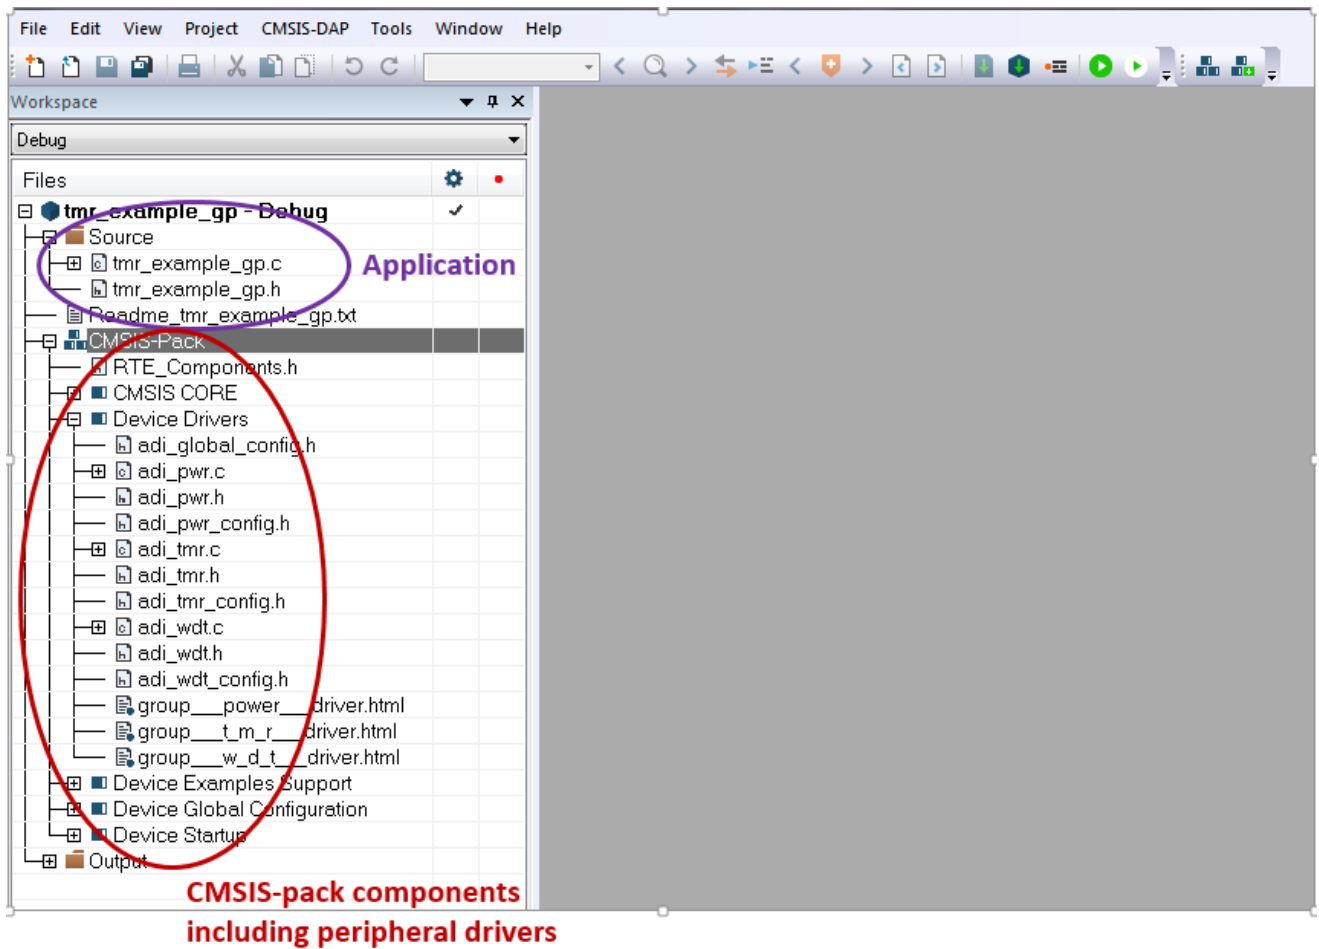 File Edit View Project CMSIS-DAP Tools Window Help
Workspace
Debug
Files
tmr_example_gp - Debug
Source
tmr_example_gp.c
Application
tmr_example_gp.h
Readme_tmr_example_gp.txt
CMSIS-Pack
RTE_Components.h
CMSIS CORE
Device Drivers
adi_global_config.h
adi_pwr.c
adi_pwr.h
adi_pwr_config.h
adi_tmr.c
adi_tmr.h
adi_tmr_config.h
adi_wdt.c
adi_wdt.h
adi_wdt_config.h
group___power___driver.html
group___t_m_r___driver.html
group___w_d_t___driver.html
Device Examples Support
Device Global Configuration
Device Startup
Output
CMSIS-pack components
including peripheral drivers